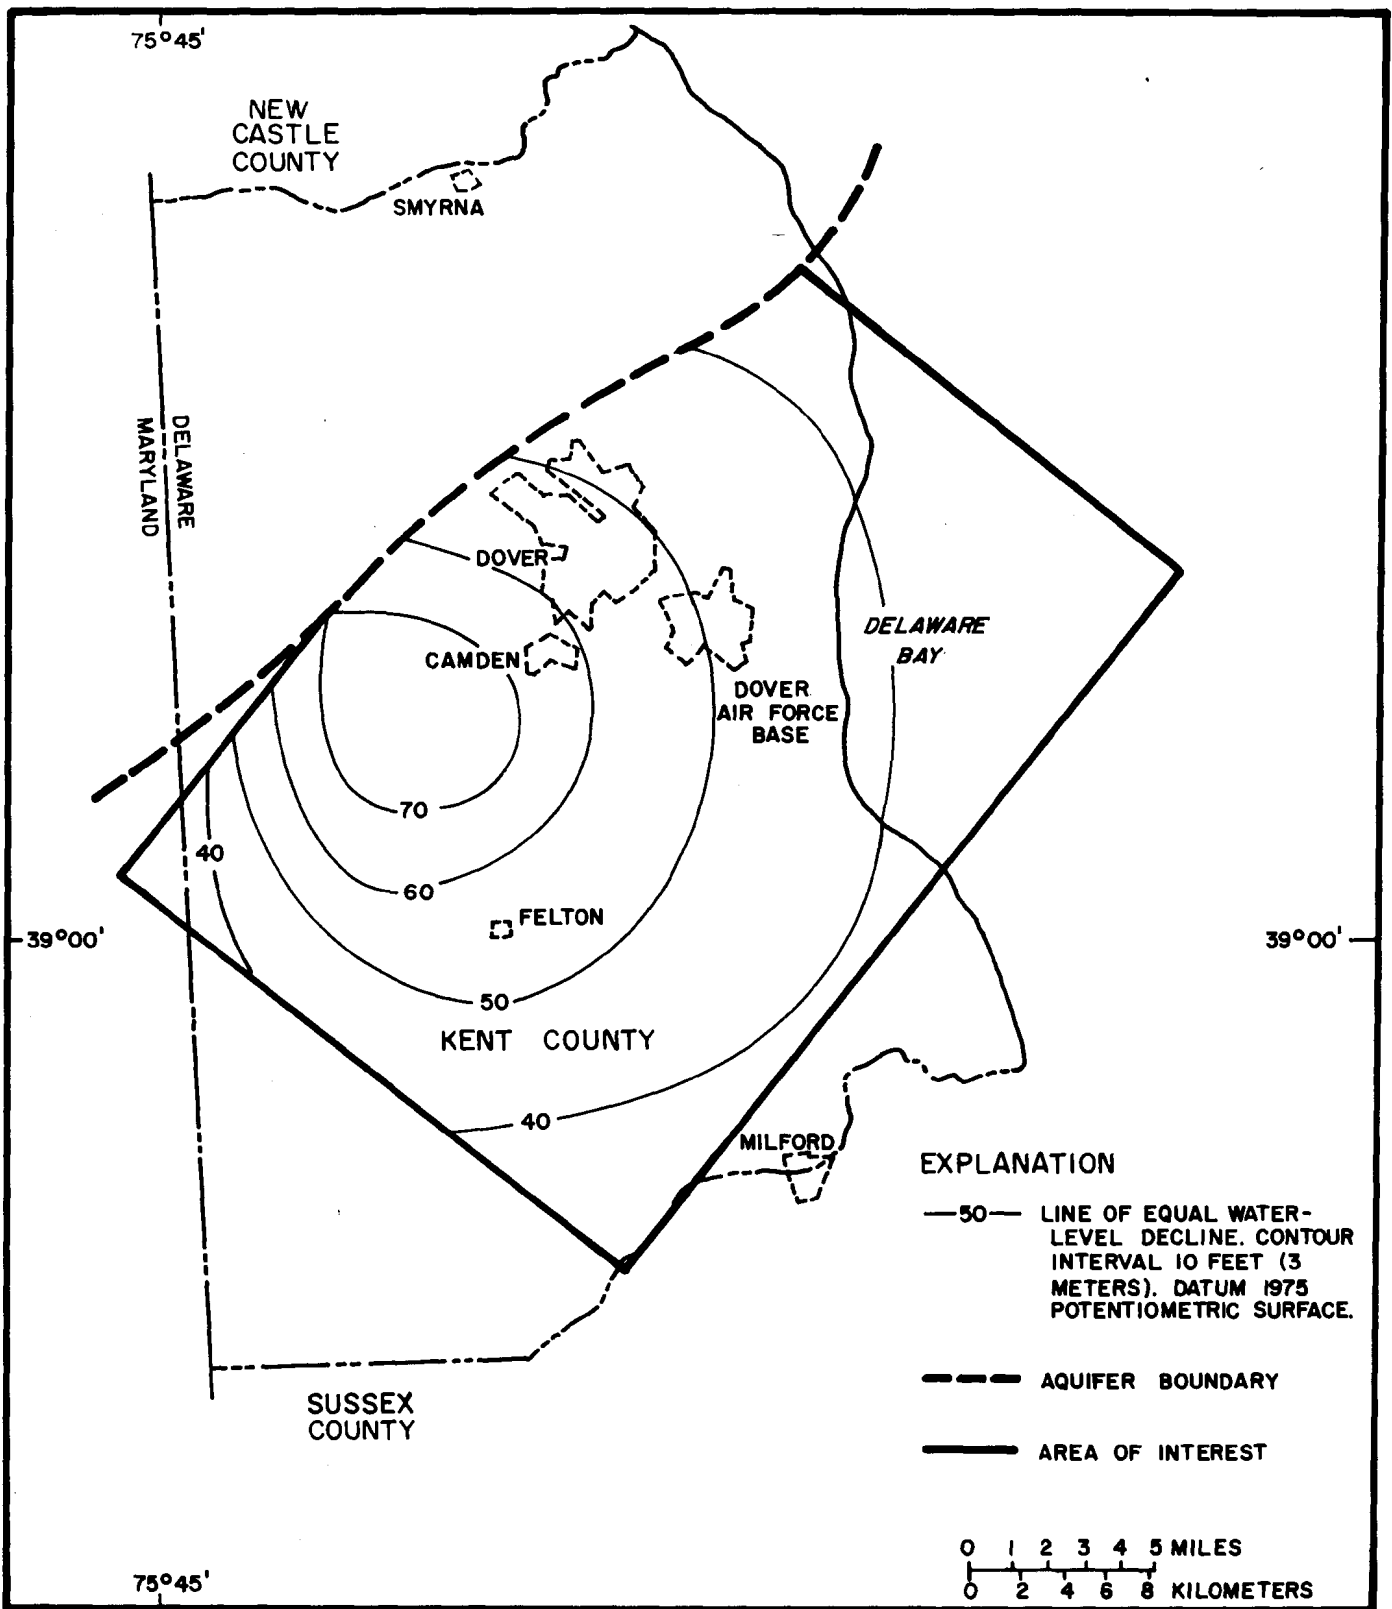 75°45'
NEW
CASTLE
COUNTY
SMYRNA
DELAWARE
MARYLAND
DOVER
CAMDEN
DELAWARE
BAY
DOVER
AIR FORCE
BASE
70
40
60
FELTON
39°00'
39°00'
50
KENT COUNTY
40
MILFORD
EXPLANATION
50 LINE OF EQUAL WATER-
LEVEL DECLINE. CONTOUR
INTERVAL 10 FEET (3
METERS). DATUM 1975
POTENTIOMETRIC SURFACE.
AQUIFER BOUNDARY
SUSSEX
COUNTY
AREA OF INTEREST
0 1 2 3 4 5 MILES
0 2 4 6 8 KILOMETERS
75°45'